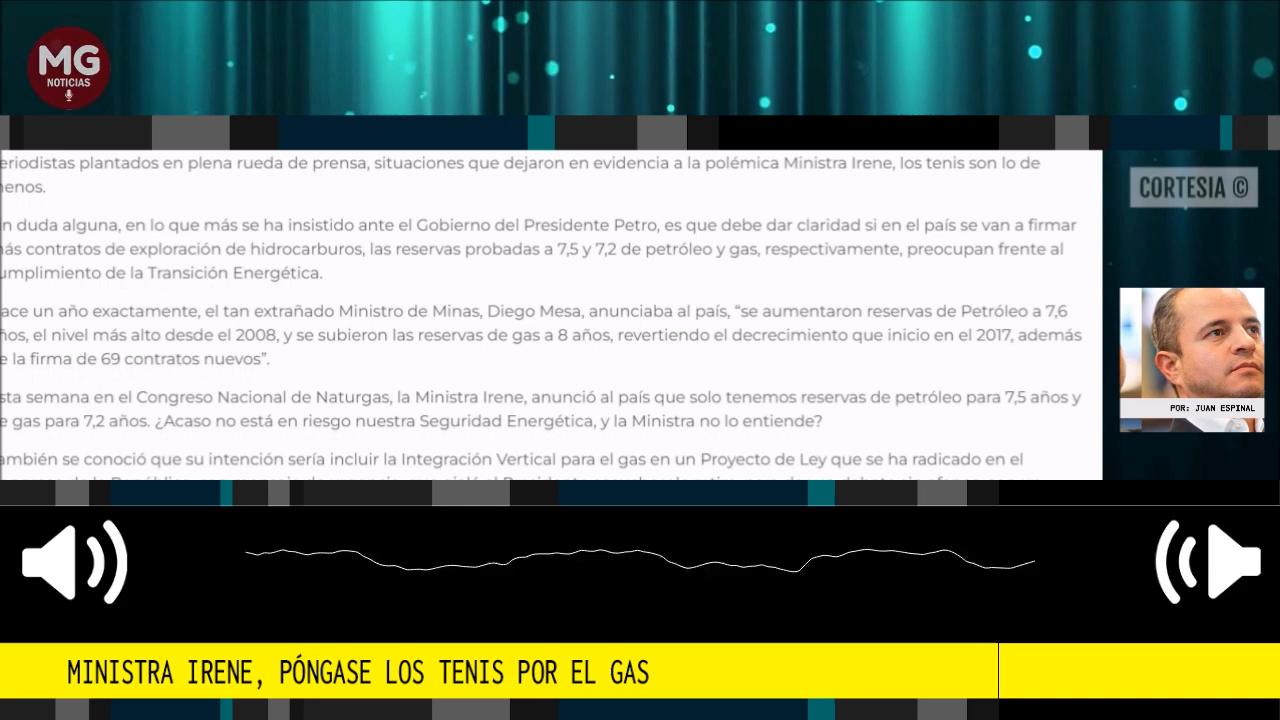 MG
NOTICIAS
eriodistas plantados en plena rueda de prensa, situaciones que dejaron en evidencia a la polémica Ministra Irene, los tenis son lo de
enos.
n duda alguna, en lo que más se ha insistido ante el Gobierno del Presidente Petro, es que debe dar claridad si en el país se van a firmar
ás contratos de exploración de hidrocarburos, las reservas probadas a 7,5 y 7,2 de petróleo y gas, respectivamente, preocupan frente al
umplimiento de la Transición Energética.
ace un año exactamente, el tan extrañado Ministro de Minas, Diego Mesa, anunciaba al país, “se aumentaron reservas de Petróleo a 7,6
ños, el nivel más alto desde el 2008, y se subieron las reservas de gas a 8 años, revertiendo el decrecimiento que inicio en el 2017, además
e la firma de 69 contratos nuevos”.
sta semana en el Congreso Nacional de Naturgas, la Ministra Irene, anunció al país que solo tenemos reservas de petróleo para 7,5 años y
e gas para 7,2 años. ¿Acaso no está en riesgo nuestra Seguridad Energética, y la Ministra no lo entiende?
ambién se conoció que su intención sería incluir la Integración Vertical para el gas en un Proyecto de Ley que se ha radicado en el
CORTESIA ©
POR: JUAN ESPINAL
MINISTRA IRENE, PÓNGASE LOS TENIS POR EL GAS